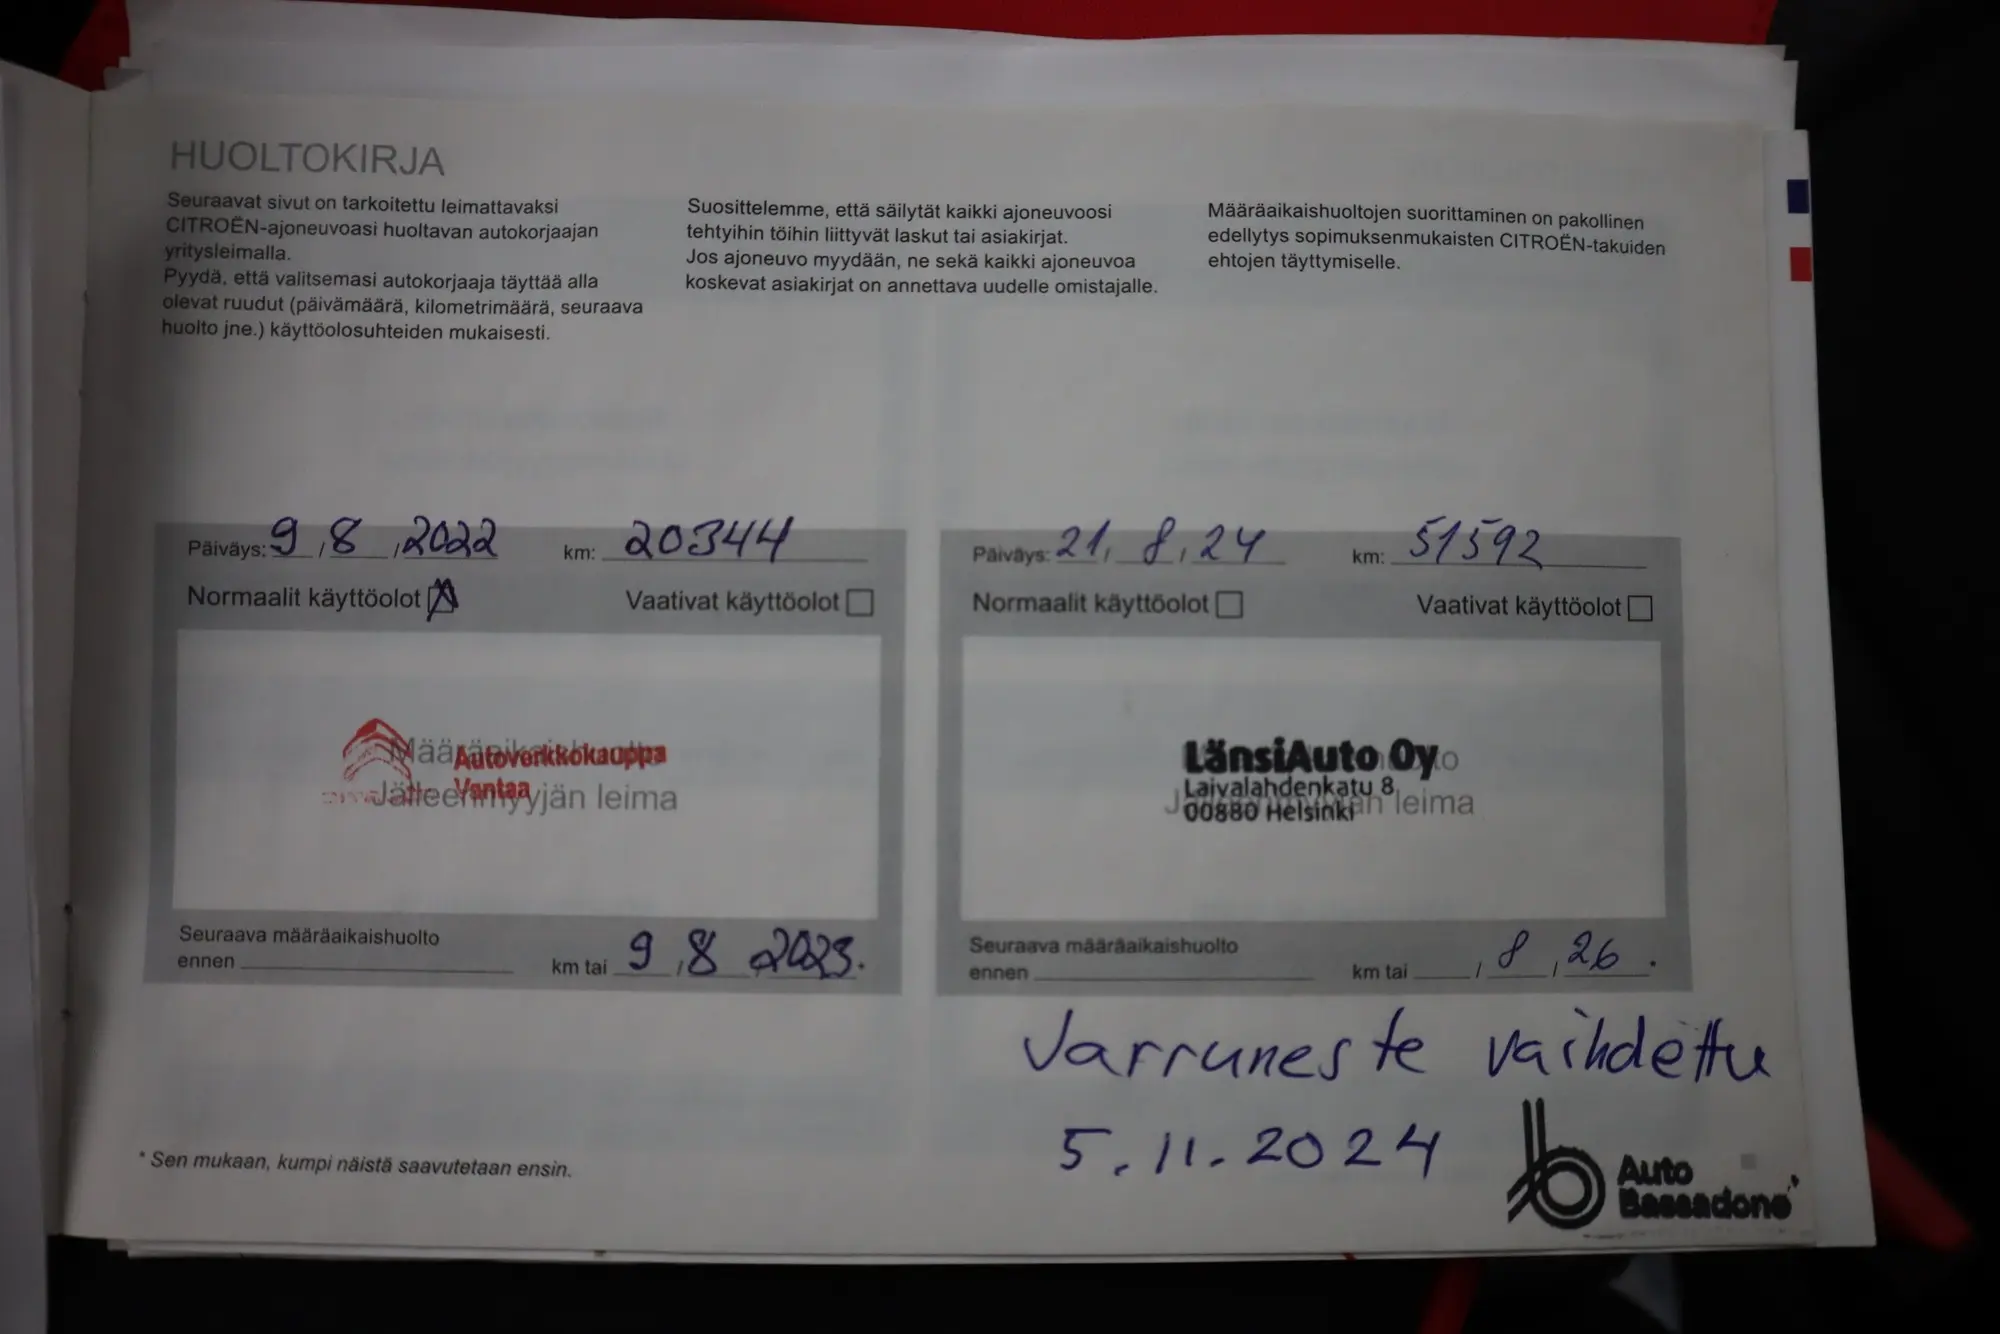 HUOLTOKIRJA
Seuraavat sivut on tarkoitettu leimattavaksi
CITROËN-ajoneuvoasi huoltavan autokorjaajan
yritysleimalla.
Pyydä, että valitsemasi autokorjaaja täyttää alla
olevat ruudut (päivämäärä, kilometrimäärä, seuraava
huolto jne.) käyttöolosuhteiden mukaisesti.
Suosittelemme, että säilytät kaikki ajoneuvoosi
tehtyihin töihin liittyvät laskut tai asiakirjat.
Jos ajoneuvo myydään, ne sekä kaikki ajoneuvoa
koskevat asiakirjat on annettava uudelle omistajalle.
Määräaikaishuoltojen suorittaminen on pakollinen
edellytys sopimuksenmukaisten CITROËN-takuiden
ehtojen täyttymiselle.
Päiväys: 9 / 8 / 2022 km: 20344
Normaalit käyttöolot Vaativat käyttöolot
Autoverkkokauppa
Vantaa
Jälleenmyyjän leima
Seuraava määräaikaishuolto
ennen km tai 9 / 8 2023.
Päiväys: 21, 8, 24 km: 51592
Normaalit käyttöolot Vaativat käyttöolot
LänsiAuto Oy
Laivalahdenkatu 8
00880 Helsinki
leima
Seuraava määräaikaishuolto
ennen km tai / 8 / 26.
Jarruneste vaihdettu
5.11.2024
Auto
Bassadone
* Sen mukaan, kumpi näistä saavutetaan ensin.